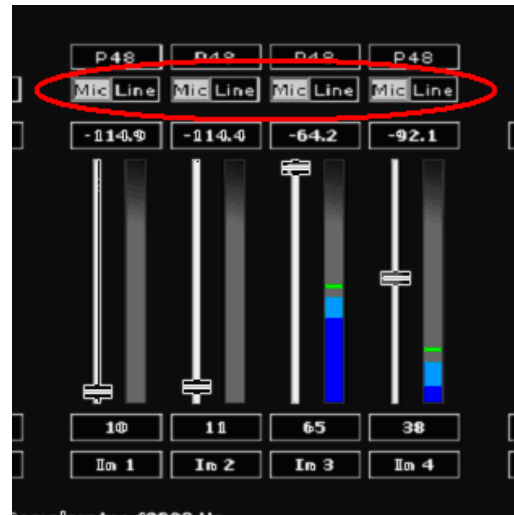 P48 P48 P48 P48
Mic Line Mic Line Mic Line Mic Line
-114.9 -114.4 -64.2 -92.1
10 11 65 38
In 1 In 2 In 3 In 4